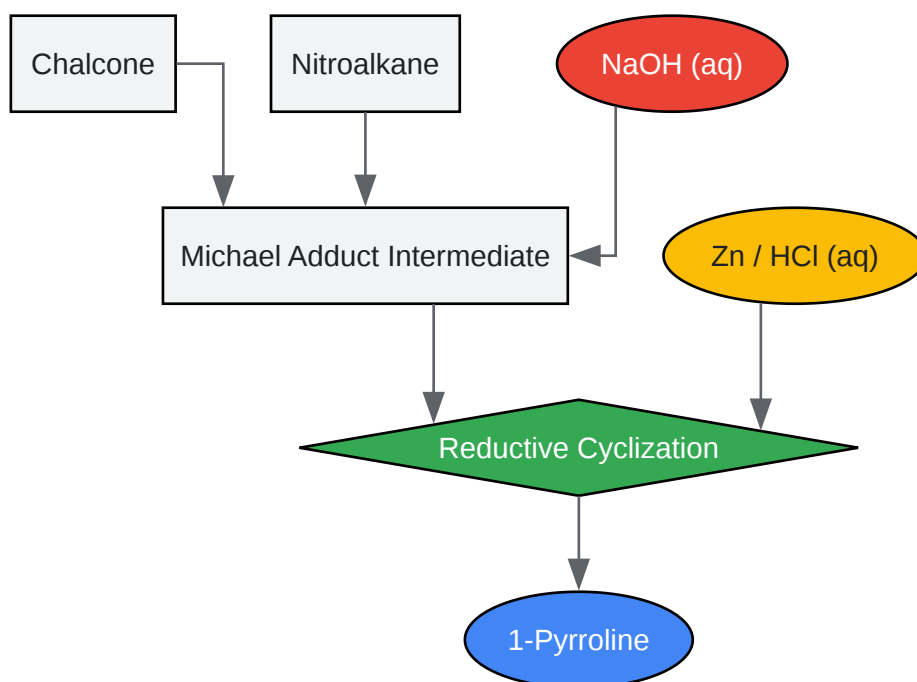 Chalcone
Nitroalkane
NaOH (aq)
Michael Adduct Intermediate
Zn / HCl (aq)
Reductive Cyclization
1-Pyrroline